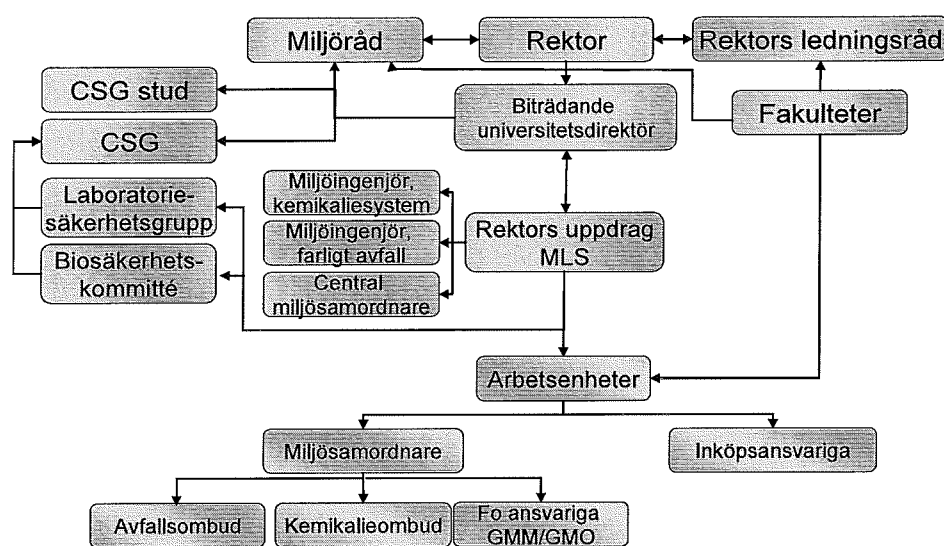 Miljöråd
Rektor
Rektors ledningsråd
CSG stud
Biträdande
universitetsdirektör
Fakulteter
CSG
Laboratorie-
säkerhetsgrupp
Miljöingenjör,
kemikaliesystem
Rektors uppdrag
MLS
Miljöingenjör,
farligt avfall
Biosäkerhets-
kommitté
Central
miljösamordnare
Arbetsenheter
Miljösamordnare
Inköpsansvariga
Avfallsombud
Kemikalieombud
Fo ansvariga
GMM/GMO